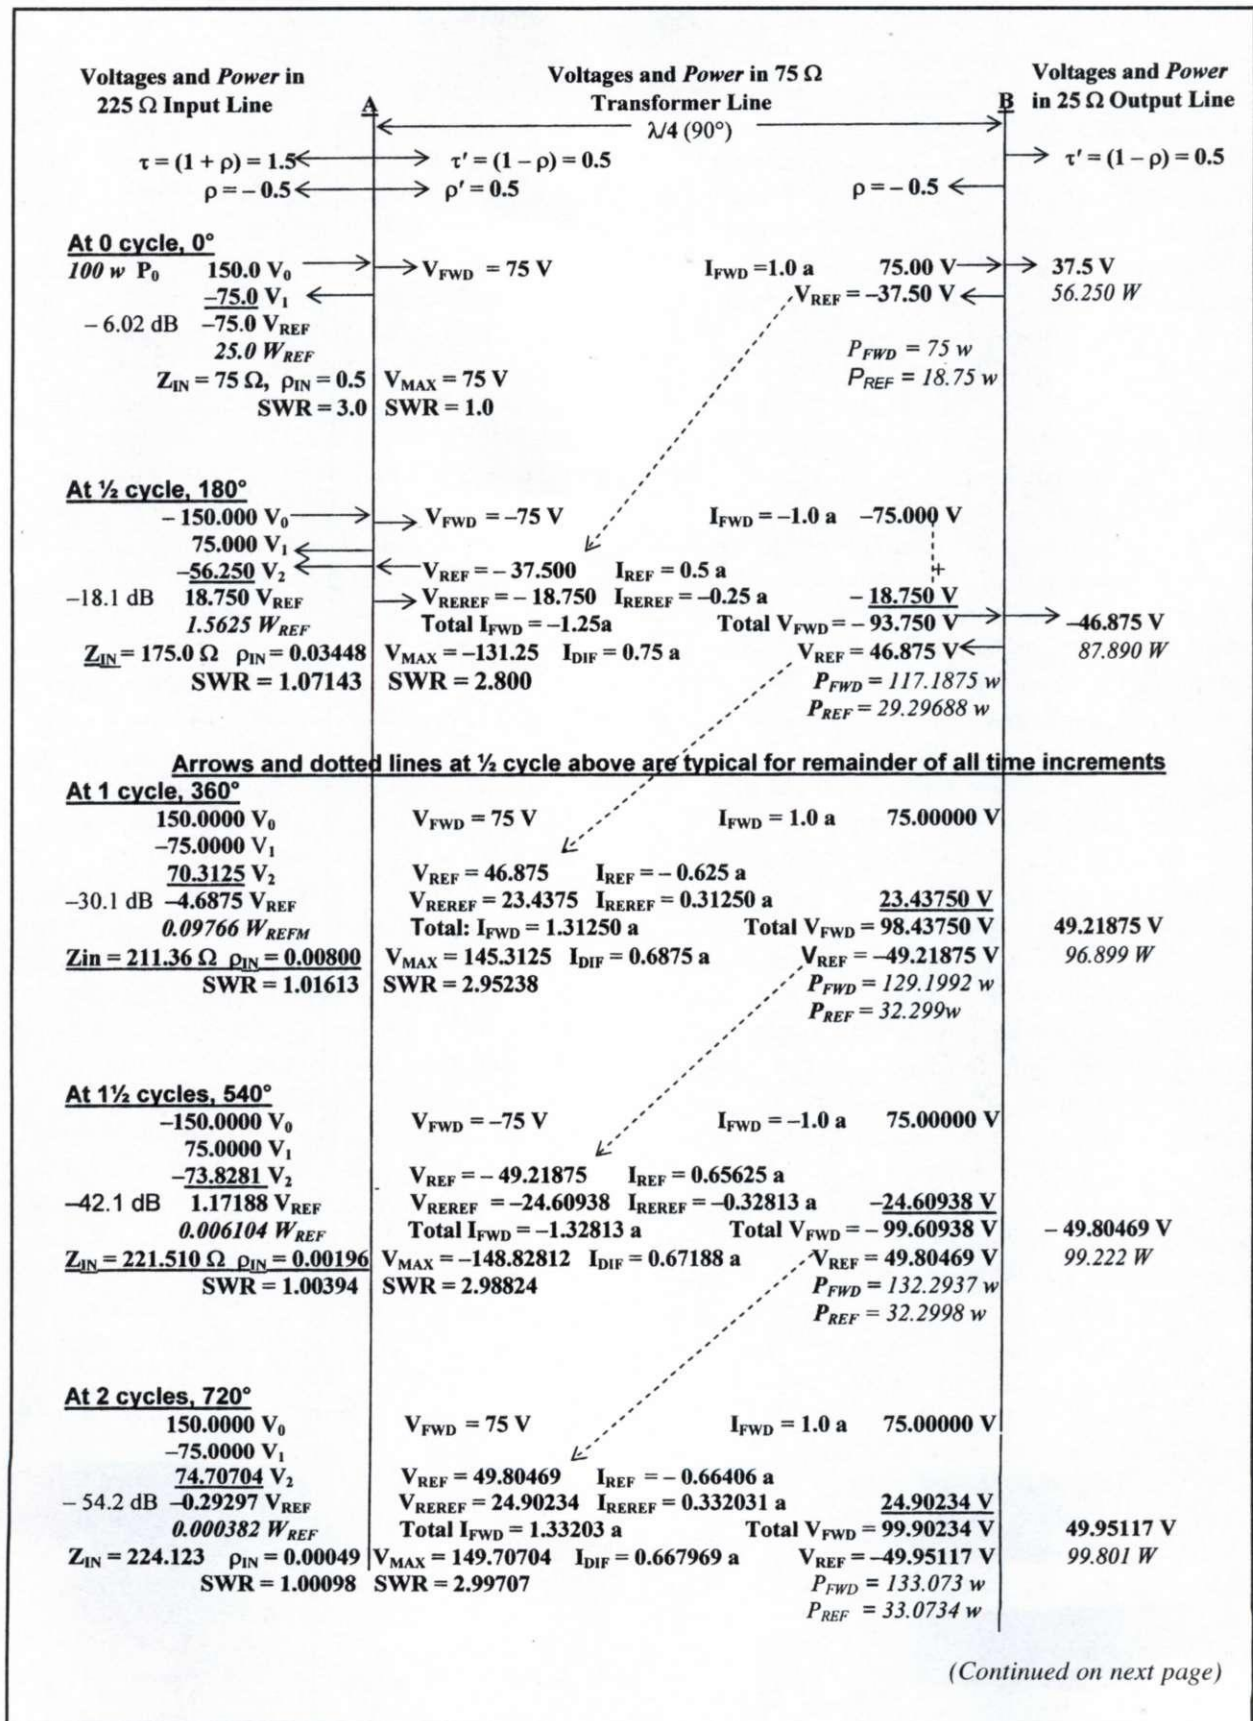 Voltages and Power in 225 Ω Input Line
A
Voltages and Power in 75 Ω Transformer Line
λ/4 (90°)
B
Voltages and Power in 25 Ω Output Line
τ = (1 + ρ) = 1.5 τ′ = (1 – ρ) = 0.5 τ′ = (1 – ρ) = 0.5
ρ = – 0.5 ρ′ = 0.5 ρ = – 0.5
At 0 cycle, 0°
100 w P0 150.0 V0 VFWD = 75 V IFWD =1.0 a 75.00 V 37.5 V
–75.0 V1 VREF = –37.50 V 56.250 W
– 6.02 dB –75.0 VREF
25.0 WREF PFWD = 75 w
ZIN = 75 Ω, ρIN = 0.5 VMAX = 75 V PREF = 18.75 w
SWR = 3.0 SWR = 1.0
At ½ cycle, 180°
- 150.000 V0 VFWD = –75 V IFWD = –1.0 a –75.000 V
75.000 V1
–56.250 V2 VREF = – 37.500 IREF = 0.5 a +
–18.1 dB 18.750 VREF VREREF = – 18.750 IREREF = –0.25 a - 18.750 V
1.5625 WREF Total IFWD = –1.25a Total VFWD = – 93.750 V –46.875 V
ZIN = 175.0 Ω ρIN = 0.03448 VMAX = –131.25 IDIF = 0.75 a VREF = 46.875 V 87.890 W
SWR = 1.07143 SWR = 2.800 PFWD = 117.1875 w
PREF = 29.29688 w
Arrows and dotted lines at ½ cycle above are typical for remainder of all time increments
At 1 cycle, 360°
150.0000 V0 VFWD = 75 V IFWD = 1.0 a 75.00000 V
–75.0000 V1
70.3125 V2 VREF = 46.875 IREF = – 0.625 a
–30.1 dB –4.6875 VREF VREREF = 23.4375 IREREF = 0.31250 a 23.43750 V
0.09766 WREFM Total: IFWD = 1.31250 a Total VFWD = 98.43750 V 49.21875 V
Zin = 211.36 Ω ρIN = 0.00800 VMAX = 145.3125 IDIF = 0.6875 a VREF = –49.21875 V 96.899 W
SWR = 1.01613 SWR = 2.95238 PFWD = 129.1992 w
PREF = 32.299w
At 1½ cycles, 540°
–150.0000 V0 VFWD = –75 V IFWD = –1.0 a 75.00000 V
75.0000 V1
–73.8281 V2 VREF = – 49.21875 IREF = 0.65625 a
–42.1 dB 1.17188 VREF VREREF = –24.60938 IREREF = –0.32813 a –24.60938 V
0.006104 WREF Total IFWD = –1.32813 a Total VFWD = – 99.60938 V - 49.80469 V
ZIN = 221.510 Ω ρIN = 0.00196 VMAX = –148.82812 IDIF = 0.67188 a VREF = 49.80469 V 99.222 W
SWR = 1.00394 SWR = 2.98824 PFWD = 132.2937 w
PREF = 32.2998 w
At 2 cycles, 720°
150.0000 V0 VFWD = 75 V IFWD = 1.0 a 75.00000 V
–75.0000 V1
74.70704 V2 VREF = 49.80469 IREF = – 0.66406 a
– 54.2 dB –0.29297 VREF VREREF = 24.90234 IREREF = 0.332031 a 24.90234 V
0.000382 WREF Total IFWD = 1.33203 a Total VFWD = 99.90234 V 49.95117 V
ZIN = 224.123 ρIN = 0.00049 VMAX = 149.70704 IDIF = 0.667969 a VREF = –49.95117 V 99.801 W
SWR = 1.00098 SWR = 2.99707 PFWD = 133.073 w
PREF = 33.0734 w
(Continued on next page)